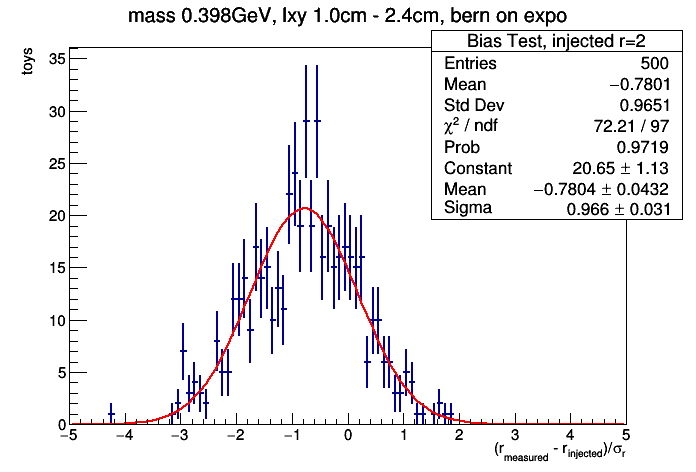 mass 0.398GeV, lxy 1.0cm - 2.4cm, bern on expo
toys
Bias Test, injected r=2
Entries 500
Mean −0.7801
Std Dev 0.9651
χ² / ndf 72.21 / 97
Prob 0.9719
Constant 20.65 ± 1.13
Mean −0.7804 ± 0.0432
Sigma 0.966 ± 0.031
35
30
25
20
15
10
5
0
−5 −4 −3 −2 −1 0 1 2 3 4 5
(r_measured - r_injected)/σ_r